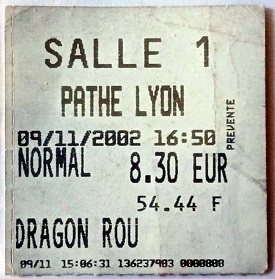 SALLE 1
PATHE LYON
09/11/2002 16:50
PREVENTE
NORMAL 8.30 EUR
54.44 F
DRAGON ROU
09/11 15:06:31 136237903 0000800